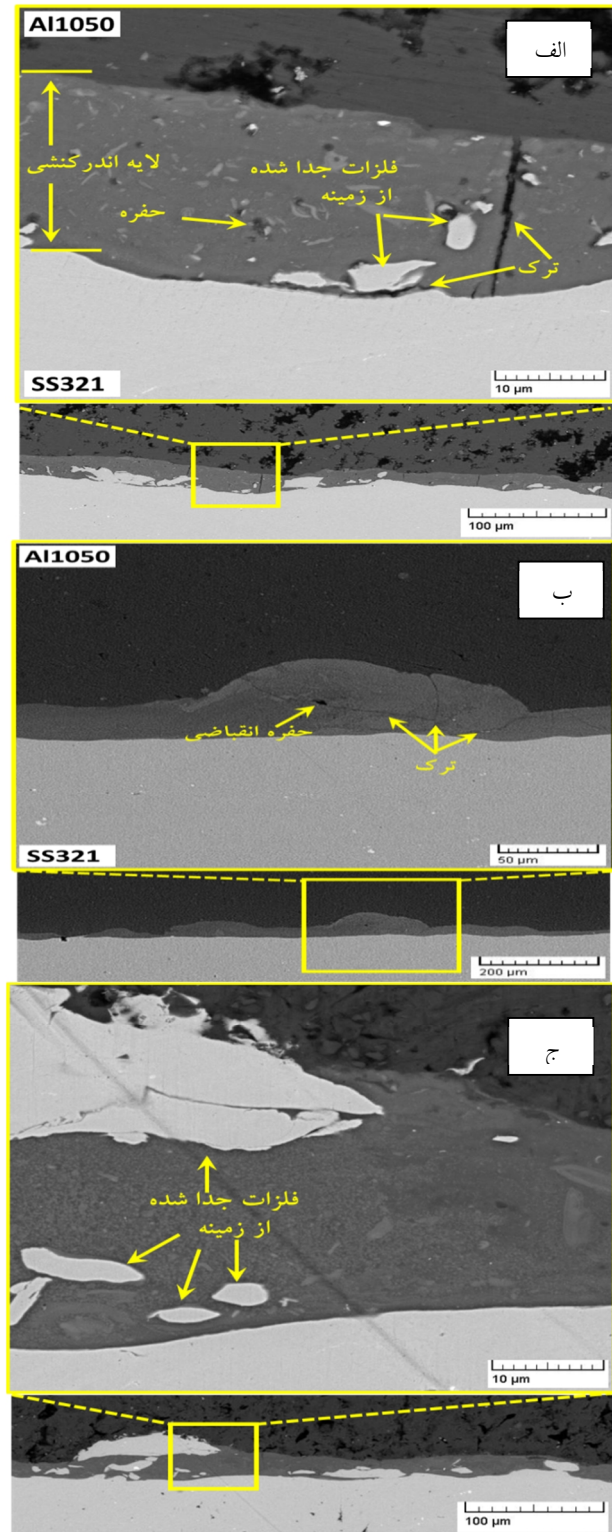 Al1050
الف
لایه اندرکنشی
فلزات جدا شده
از زمینه
حفره
ترک
10 µm
SS321
100 µm
Al1050
ب
حفره انقباضی
ترک
50 µm
SS321
200 µm
ج
فلزات جدا شده
از زمینه
10 µm
100 µm